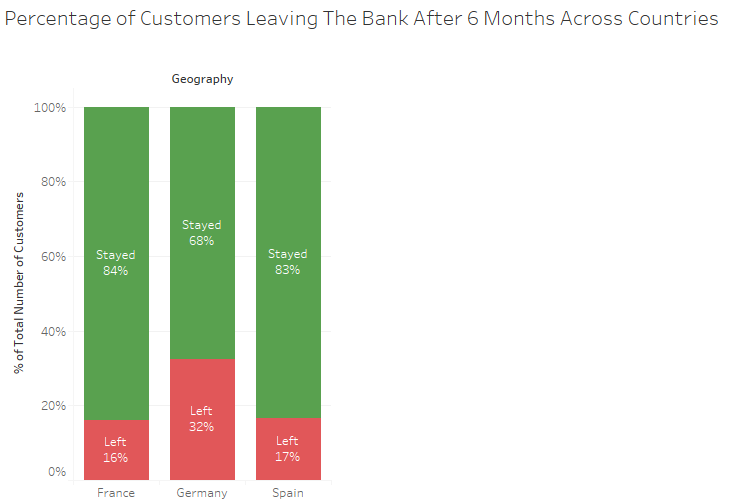 Percentage of Customers Leaving The Bank After 6 Months Across Countries
Geography
% of Total Number of Customers
100%
80%
60%
40%
20%
0%
Stayed
84%
Left
16%
Stayed
68%
Left
32%
Stayed
83%
Left
17%
France
Germany
Spain